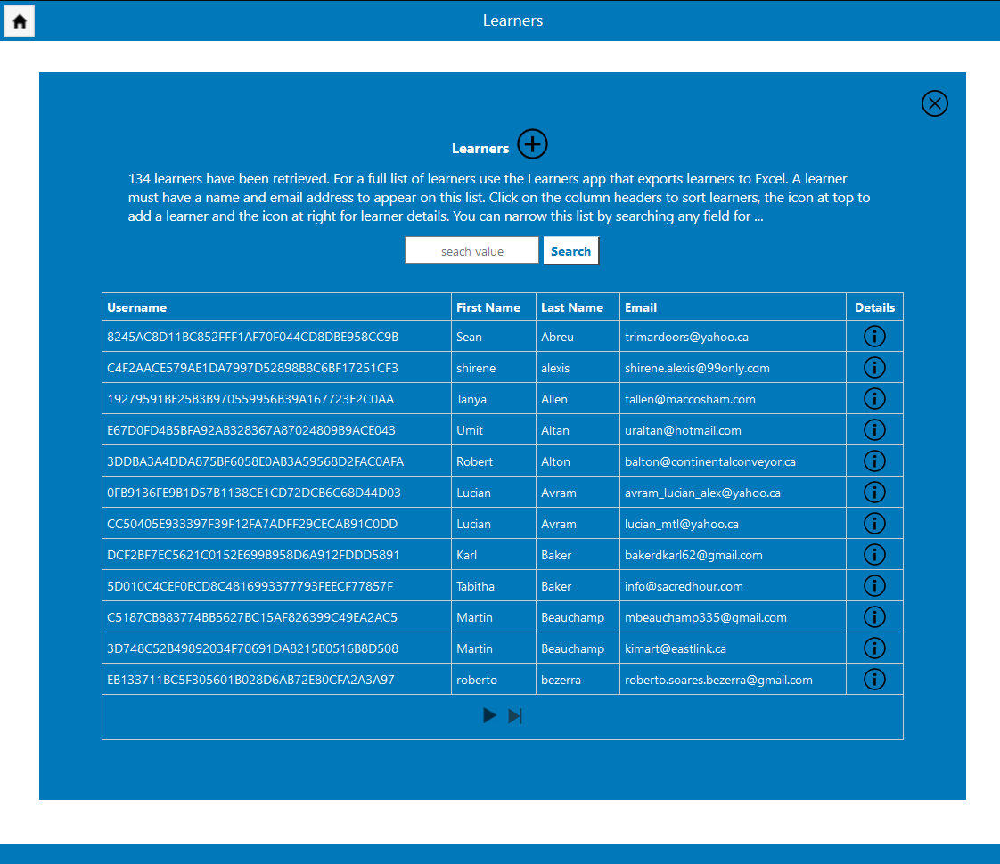 Learners
Learners
134 learners have been retrieved. For a full list of learners use the Learners app that exports learners to Excel. A learner
must have a name and email address to appear on this list. Click on the column headers to sort learners, the icon at top to
add a learner and the icon at right for learner details. You can narrow this list by searching any field for ...
seach value Search
Username First Name Last Name Email Details
8245AC8D11BC852FFF1AF70F044CD8DBE958CC9B Sean Abreu trimardoors@yahoo.ca
C4F2AACE579AE1DA7997D52898B8C6BF17251CF3 shirene alexis shirene.alexis@99only.com
19279591BE25B3B970559956B39A167723E2C0AA Tanya Allen tallen@maccosham.com
E67D0FD4B5BFA92AB328367A87024809B9ACE043 Umit Altan uraltan@hotmail.com
3DDBA3A4DDA875BF6058E0AB3A59568D2FAC0AFA Robert Alton balton@continentalconveyor.ca
0FB9136FE9B1D57B1138CE1CD72DCB6C68D44D03 Lucian Avram avram_lucian_alex@yahoo.ca
CC50405E933397F39F12FA7ADFF29CECAB91C0DD Lucian Avram lucian_mtl@yahoo.ca
DCF2BF7EC5621C0152E699B958D6A912FDDD5891 Karl Baker bakerdkarl62@gmail.com
5D010C4CEF0ECD8C4816993377793FEECF77857F Tabitha Baker info@sacredhour.com
C5187CB883774BB5627BC15AF826399C49EA2AC5 Martin Beauchamp mbeauchamp335@gmail.com
3D748C52B49892034F70691DA8215B0516B8D508 Martin Beauchamp kimart@eastlink.ca
EB133711BC5F305601B028D6AB72E80CFA2A3A97 roberto bezerra roberto.soares.bezerra@gmail.com